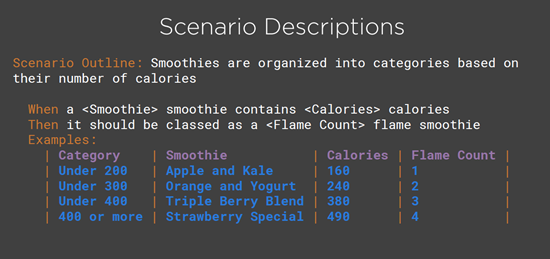 Scenario Descriptions
Scenario Outline: Smoothies are organized into categories based on
their number of calories
When a <Smoothie> smoothie contains <Calories> calories
Then it should be classed as a <Flame Count> flame smoothie
Examples:
| Category | Smoothie | Calories | Flame Count |
| Under 200 | Apple and Kale | 160 | 1 |
| Under 300 | Orange and Yogurt | 240 | 2 |
| Under 400 | Triple Berry Blend | 380 | 3 |
| 400 or more | Strawberry Special | 490 | 4 |